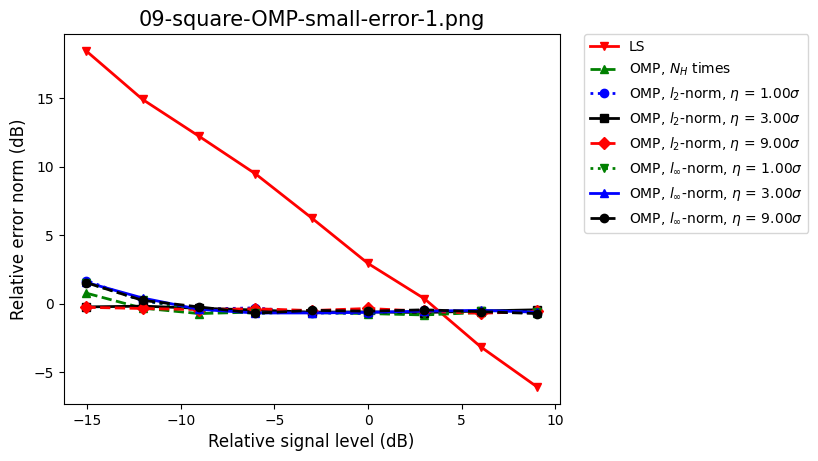 09-square-OMP-small-error-1.png
Relative error norm (dB)
15
10
5
0
−5
−15
−10
−5
0
5
10
Relative signal level (dB)
LS
OMP, N_H times
OMP, l_2-norm, η = 1.00σ
OMP, l_2-norm, η = 3.00σ
OMP, l_2-norm, η = 9.00σ
OMP, l_∞-norm, η = 1.00σ
OMP, l_∞-norm, η = 3.00σ
OMP, l_∞-norm, η = 9.00σ